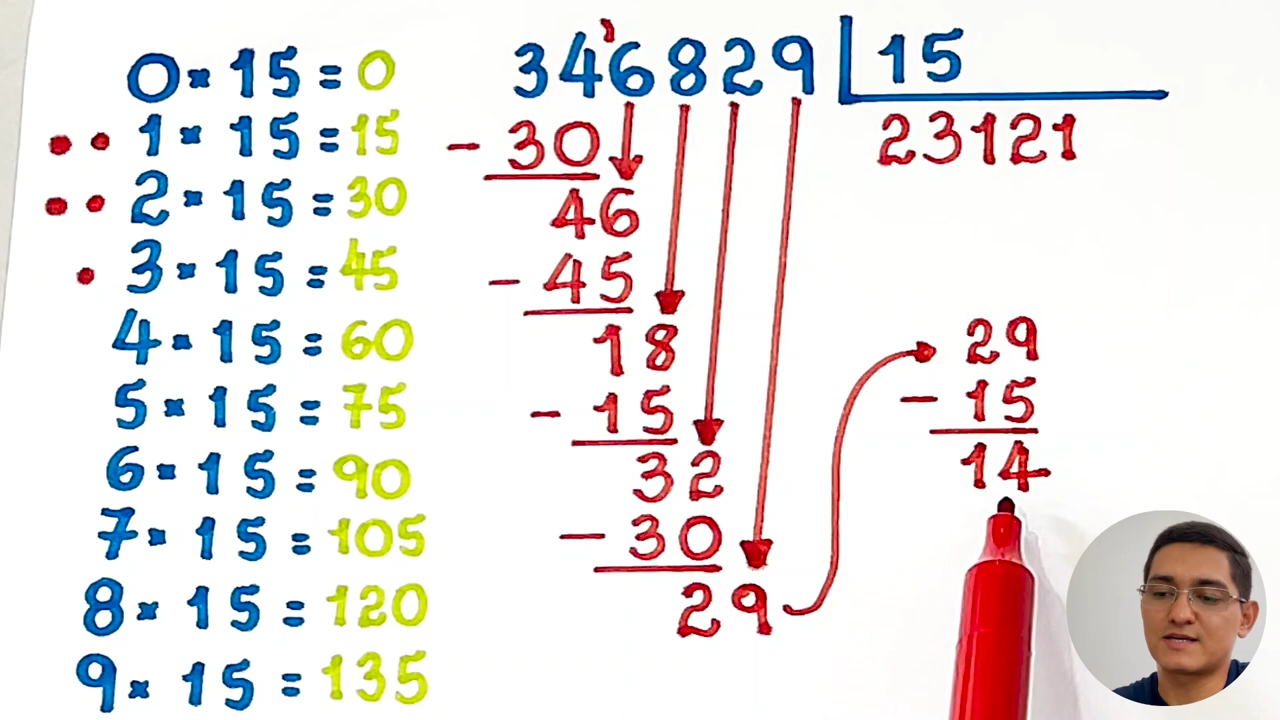 0 × 15 = 0
1 × 15 = 15
2 × 15 = 30
3 × 15 = 45
4 × 15 = 60
5 × 15 = 75
6 × 15 = 90
7 × 15 = 105
8 × 15 = 120
9 × 15 = 135
346829 15
23121
- 30
46
- 45
18
- 15
32
- 30
29
29
- 15
14